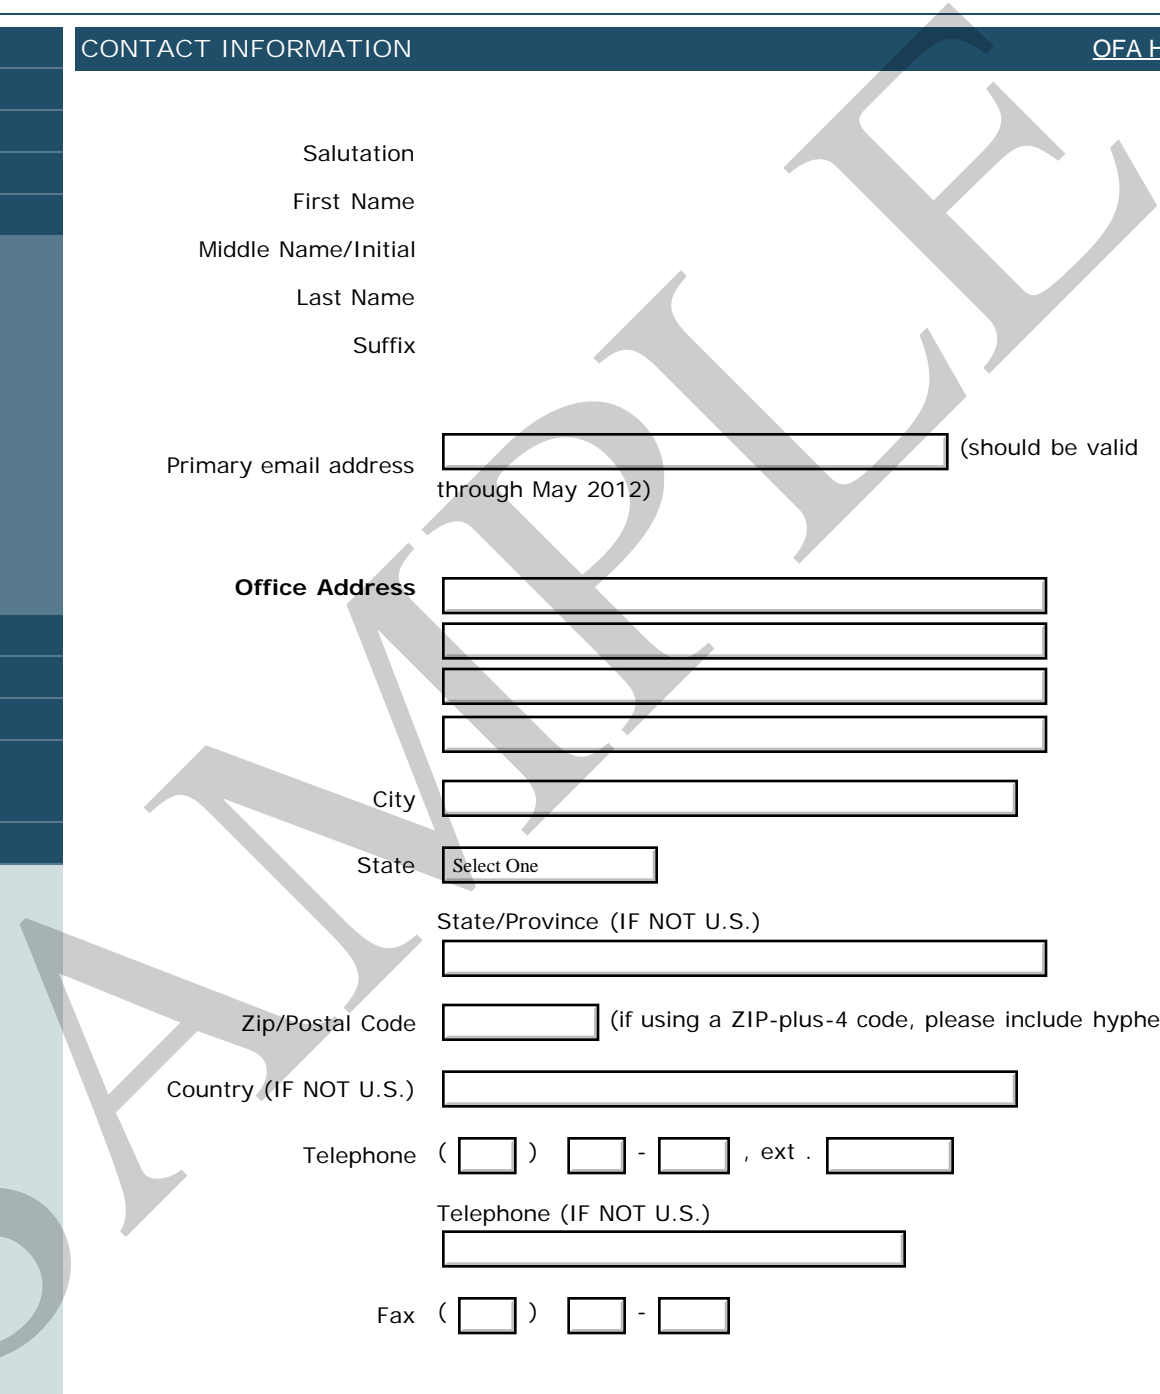 CONTACT INFORMATION OFA H
Salutation
First Name
Middle Name/Initial
Last Name
Suffix
Primary email address (should be valid
through May 2012)
Office Address
City
State Select One
State/Province (IF NOT U.S.)
Zip/Postal Code (if using a ZIP-plus-4 code, please include hyphe
Country (IF NOT U.S.)
Telephone ( ) - , ext .
Telephone (IF NOT U.S.)
Fax ( ) -
SAMPLE